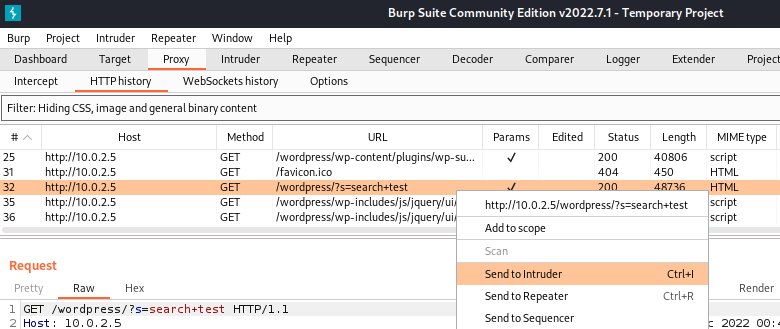 Burp Suite Community Edition v2022.7.1 - Temporary Project
Burp Project Intruder Repeater Window Help
Dashboard Target Proxy Intruder Repeater Sequencer Decoder Comparer Logger Extender Project
Intercept HTTP history WebSockets history Options
Filter: Hiding CSS, image and general binary content
# Host Method URL Params Edited Status Length MIME type
25 http://10.0.2.5 GET /wordpress/wp-content/plugins/wp-su... ✓ 200 40806 script
31 http://10.0.2.5 GET /favicon.ico 404 450 HTML
32 http://10.0.2.5 GET /wordpress/?s=search+test ✓ 200 48736 HTML
35 http://10.0.2.5 GET /wordpress/wp-includes/js/jquery/ui/ script
36 http://10.0.2.5 GET /wordpress/wp-includes/js/jquery/ui/ script
http://10.0.2.5/wordpress/?s=search+test
Add to scope
Scan
Send to Intruder Ctrl+I
Send to Repeater Ctrl+R
Send to Sequencer
Request
Pretty Raw Hex
Render
1 GET /wordpress/?s=search+test HTTP/1.1
2 Host: 10.0.2.5
2022 00:4